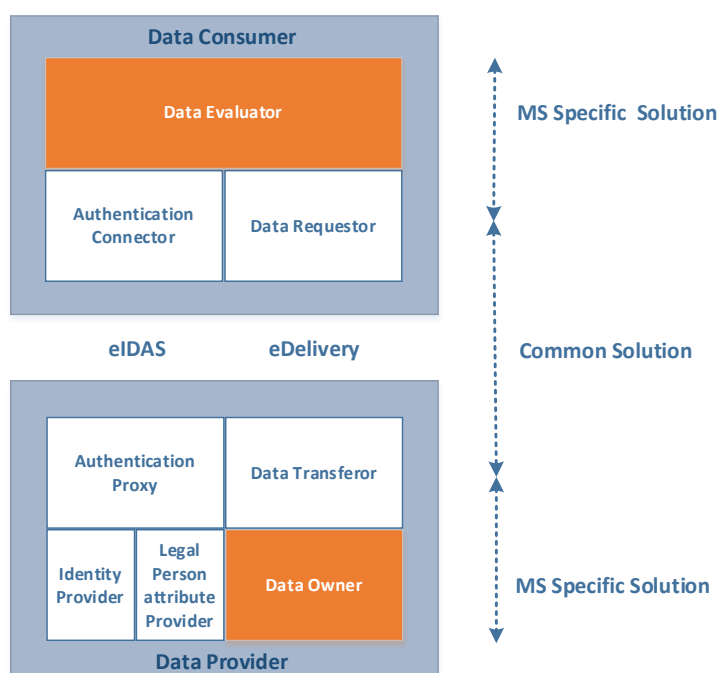 Data Consumer
Data Evaluator
MS Specific  Solution
Authentication
Connector
Data Requestor
eIDAS
eDelivery
Common Solution
Authentication
Proxy
Data Transferor
Identity
Provider
Legal
Person
attribute
Provider
Data Owner
MS Specific Solution
Data Provider